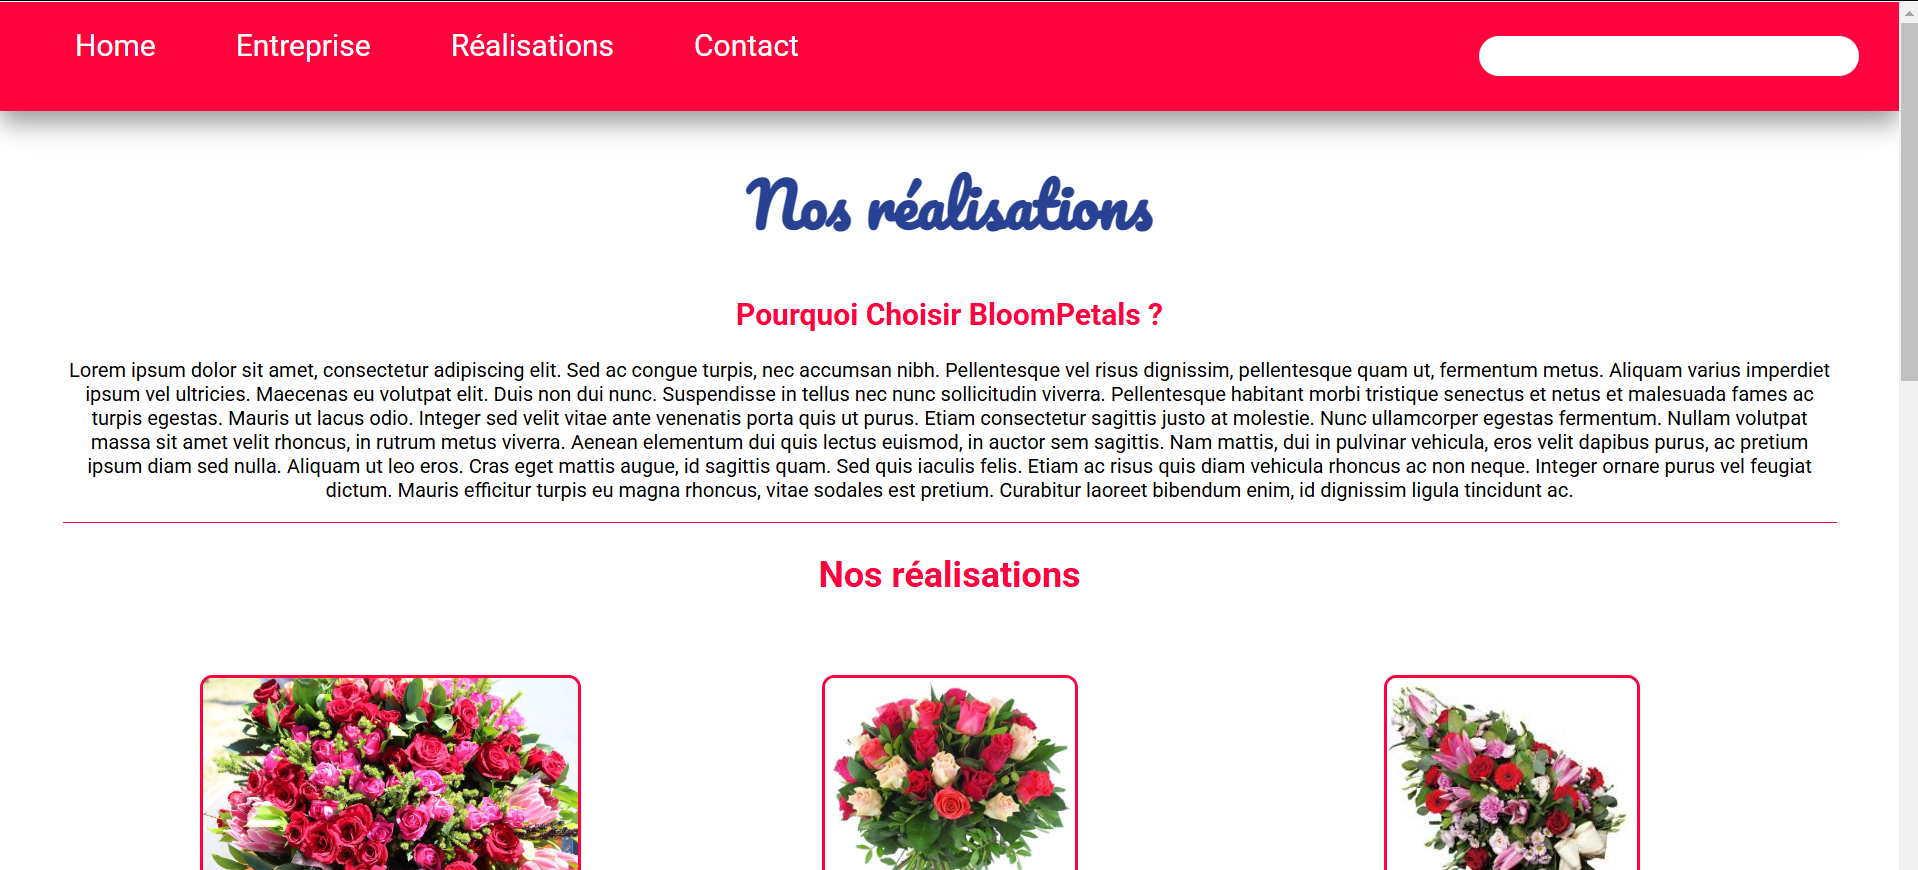 Home Entreprise Réalisations Contact
Nos réalisations
Pourquoi Choisir BloomPetals ?
Lorem ipsum dolor sit amet, consectetur adipiscing elit. Sed ac congue turpis, nec accumsan nibh. Pellentesque vel risus dignissim, pellentesque quam ut, fermentum metus. Aliquam varius imperdiet
ipsum vel ultricies. Maecenas eu volutpat elit. Duis non dui nunc. Suspendisse in tellus nec nunc sollicitudin viverra. Pellentesque habitant morbi tristique senectus et netus et malesuada fames ac
turpis egestas. Mauris ut lacus odio. Integer sed velit vitae ante venenatis porta quis ut purus. Etiam consectetur sagittis justo at molestie. Nunc ullamcorper egestas fermentum. Nullam volutpat
massa sit amet velit rhoncus, in rutrum metus viverra. Aenean elementum dui quis lectus euismod, in auctor sem sagittis. Nam mattis, dui in pulvinar vehicula, eros velit dapibus purus, ac pretium
ipsum diam sed nulla. Aliquam ut leo eros. Cras eget mattis augue, id sagittis quam. Sed quis iaculis felis. Etiam ac risus quis diam vehicula rhoncus ac non neque. Integer ornare purus vel feugiat
dictum. Mauris efficitur turpis eu magna rhoncus, vitae sodales est pretium. Curabitur laoreet bibendum enim, id dignissim ligula tincidunt ac.
Nos réalisations